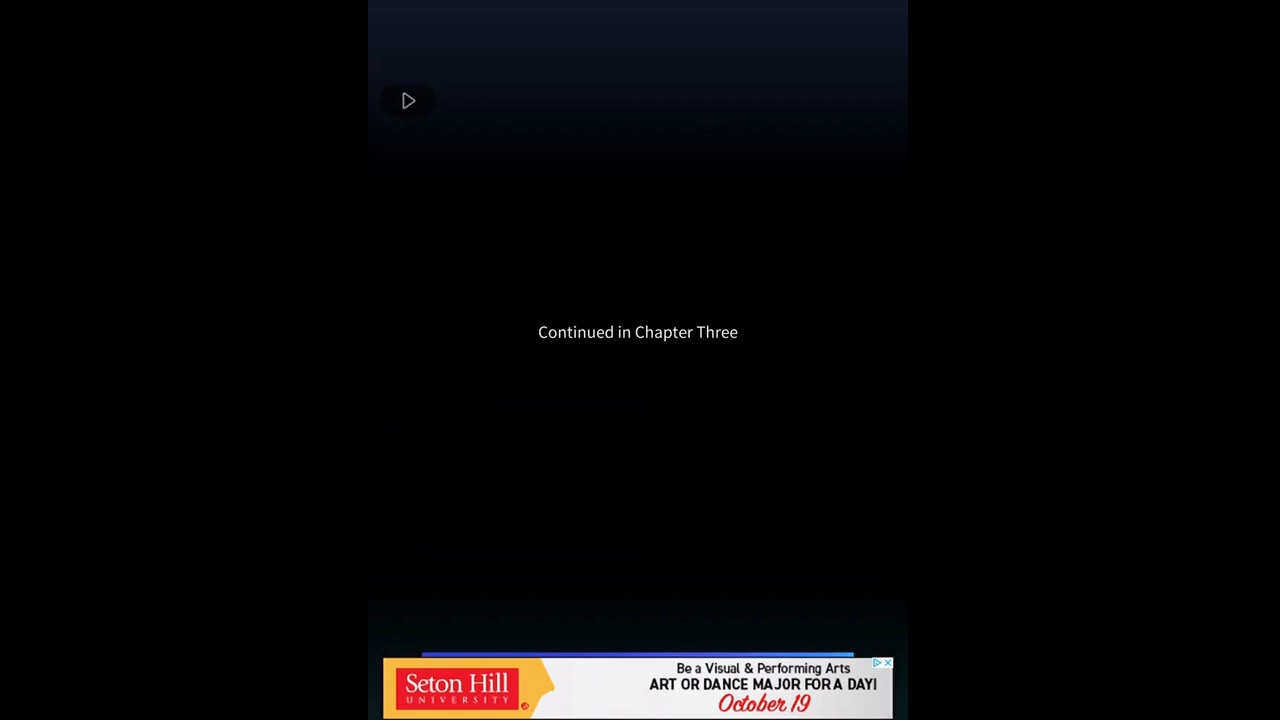 Continued in Chapter Three
Seton Hill
UNIVERSITY
Be a Visual & Performing Arts
ART OR DANCE MAJOR FOR A DAY!
October 19